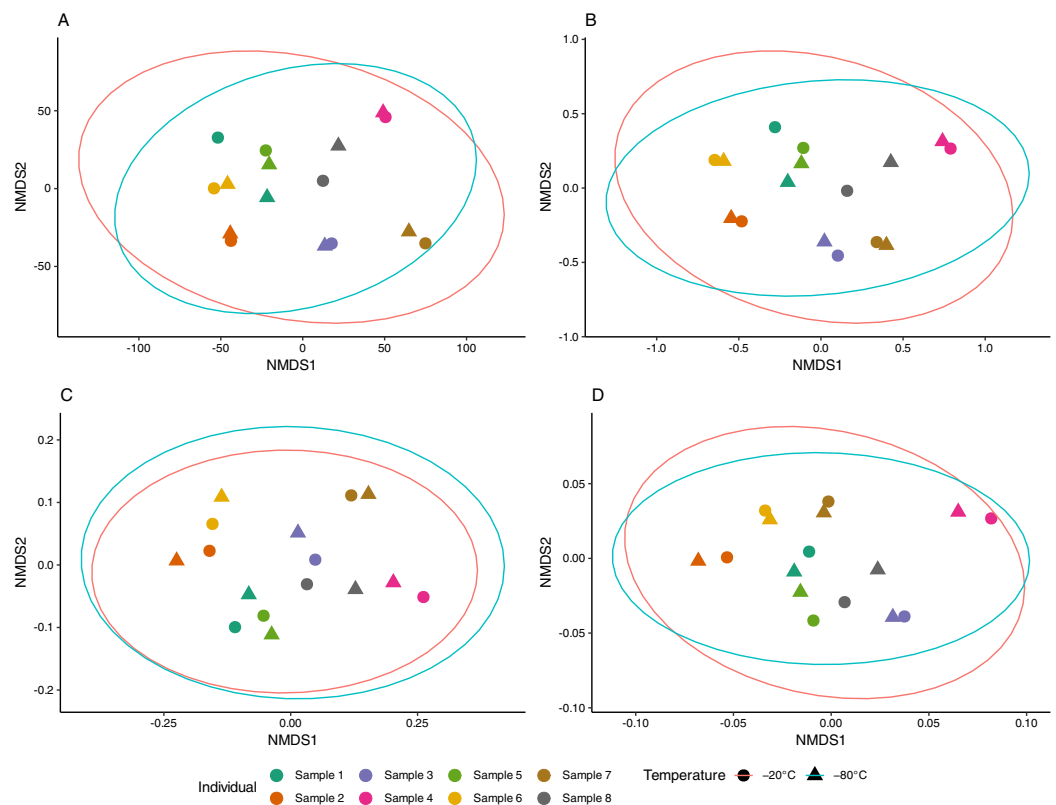 A
NMDS2
50
0
-50
-100
-50
0
50
100
NMDS1
B
NMDS2
1.0
0.5
0.0
-0.5
-1.0
-1.0
-0.5
0.0
0.5
1.0
NMDS1
C
NMDS2
0.2
0.1
0.0
-0.1
-0.2
-0.25
0.00
0.25
NMDS1
D
NMDS2
0.05
0.00
-0.05
-0.10
-0.10
-0.05
0.00
0.05
0.10
NMDS1
Individual
Sample 1
Sample 3
Sample 5
Sample 7
Sample 2
Sample 4
Sample 6
Sample 8
Temperature
−20°C
−80°C